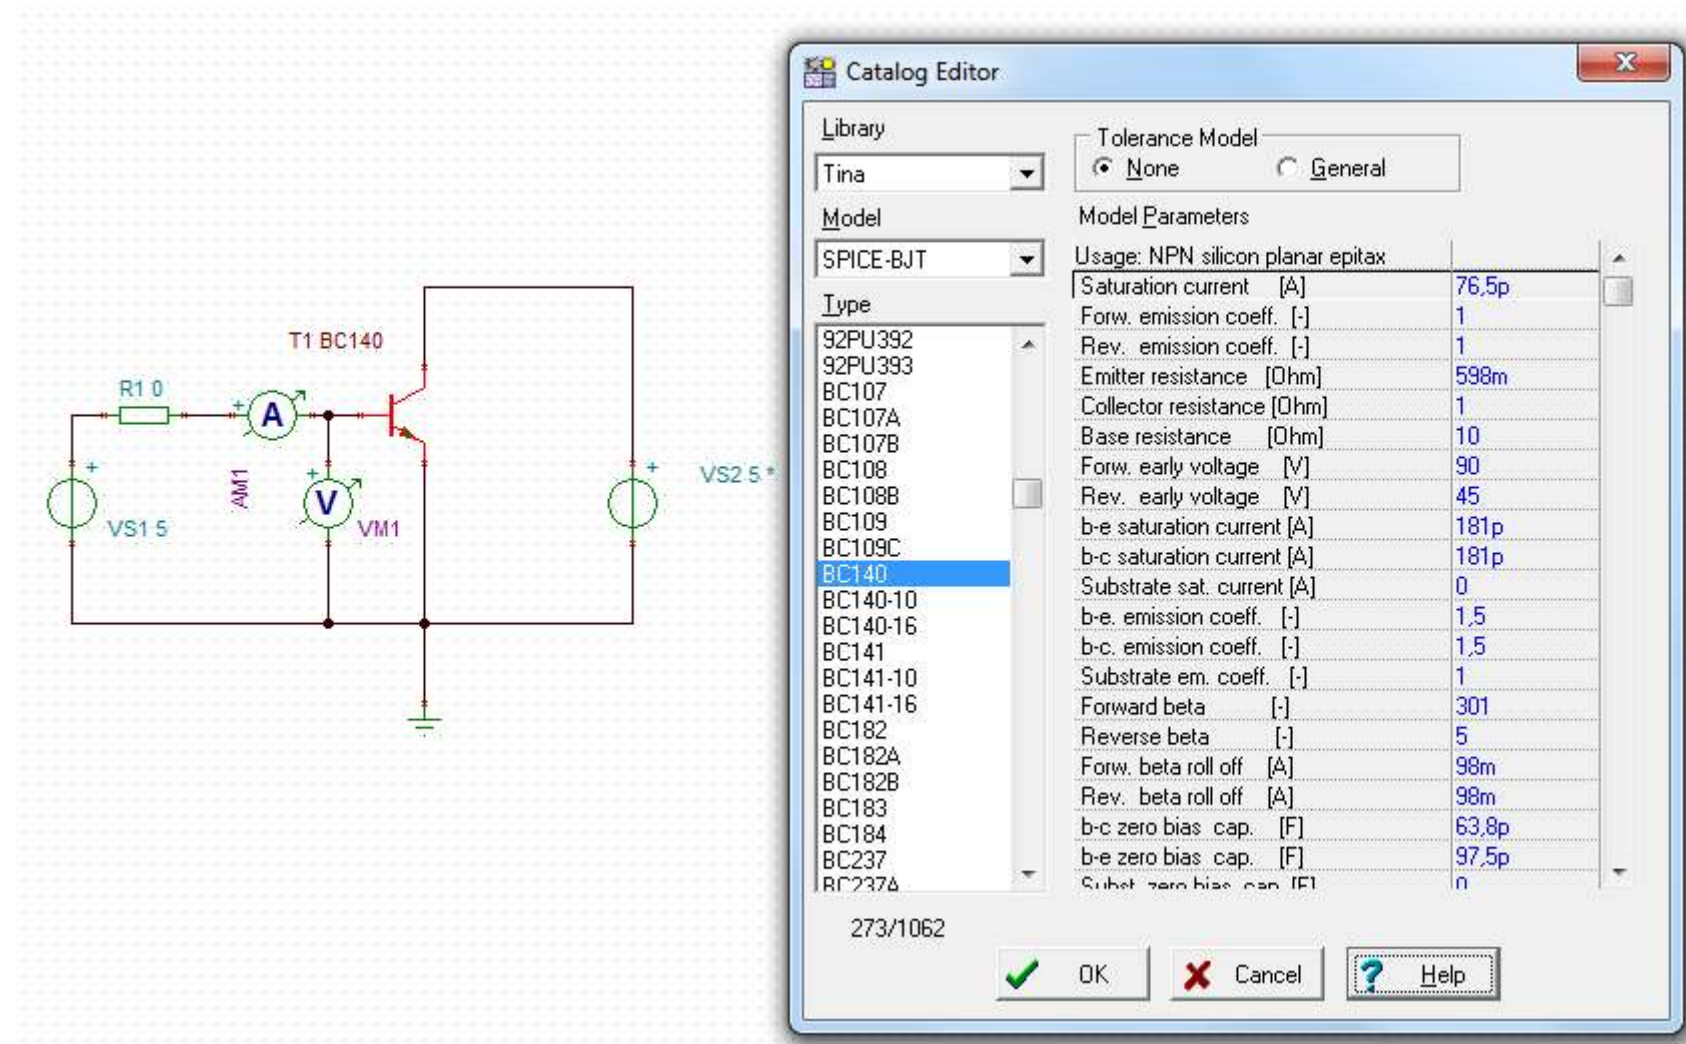 T1 BC140
R1 0
+
A
AM1
+
V
VM1
+
VS1 5
+
VS2 5 *
Catalog Editor
Library
Tina
Model
SPICE-BJT
Type
92PU392
92PU393
BC107
BC107A
BC107B
BC108
BC108B
BC109
BC109C
BC140
BC140-10
BC140-16
BC141
BC141-10
BC141-16
BC182
BC182A
BC182B
BC183
BC184
BC237
BC237A
273/1062
Tolerance Model
None
General
Model Parameters
Usage: NPN silicon planar epitax
Saturation current [A] 76,5p
Forw. emission coeff. [-] 1
Rev. emission coeff. [-] 1
Emitter resistance [Ohm] 598m
Collector resistance [Ohm] 1
Base resistance [Ohm] 10
Forw. early voltage [V] 90
Rev. early voltage [V] 45
b-e saturation current [A] 181p
b-c saturation current [A] 181p
Substrate sat. current [A] 0
b-e. emission coeff. [-] 1,5
b-c. emission coeff. [-] 1,5
Substrate em. coeff. [-] 1
Forward beta [-] 301
Reverse beta [-] 5
Forw. beta roll off [A] 98m
Rev. beta roll off [A] 98m
b-c zero bias cap. [F] 63,8p
b-e zero bias cap. [F] 97,5p
Subst. zero bias cap. [F] 0
OK
Cancel
? Help